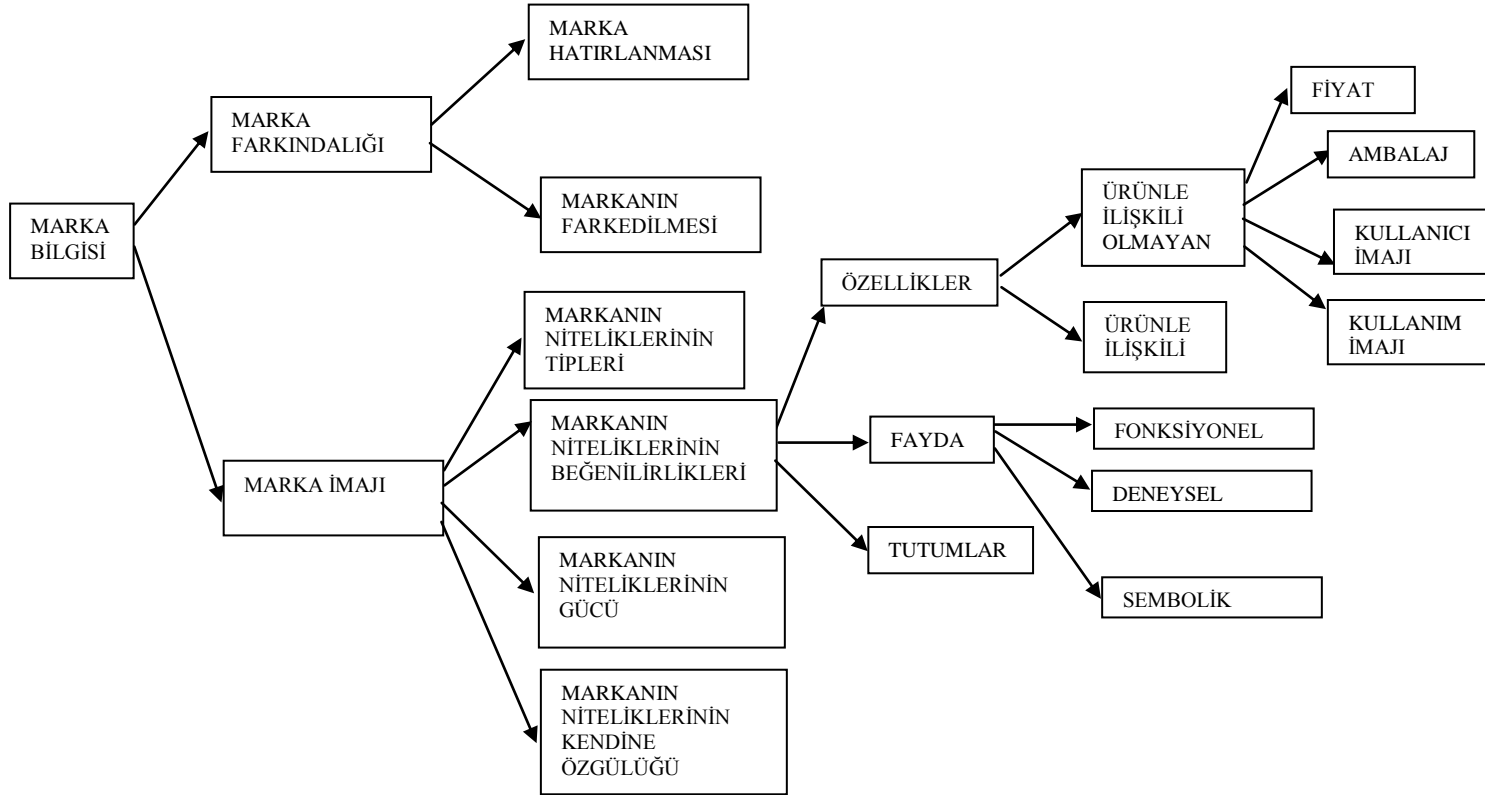 MARKA
BİLGİSİ
MARKA
FARKINDALIĞI
MARKA
HATIRLANMASI
MARKANIN
FARKEDİLMESİ
MARKA İMAJI
MARKANIN
NİTELİKLERİNİN
TİPLERİ
MARKANIN
NİTELİKLERİNİN
BEĞENİLİRLİKLERİ
MARKANIN
NİTELİKLERİNİN
GÜCÜ
MARKANIN
NİTELİKLERİNİN
KENDİNE
ÖZGÜLÜĞÜ
ÖZELLİKLER
FAYDA
TUTUMLAR
ÜRÜNLE
İLİŞKİLİ
OLMAYAN
ÜRÜNLE
İLİŞKİLİ
FİYAT
AMBALAJ
KULLANICI
İMAJI
KULLANIM
İMAJI
FONKSİYONEL
DENEYSEL
SEMBOLİK